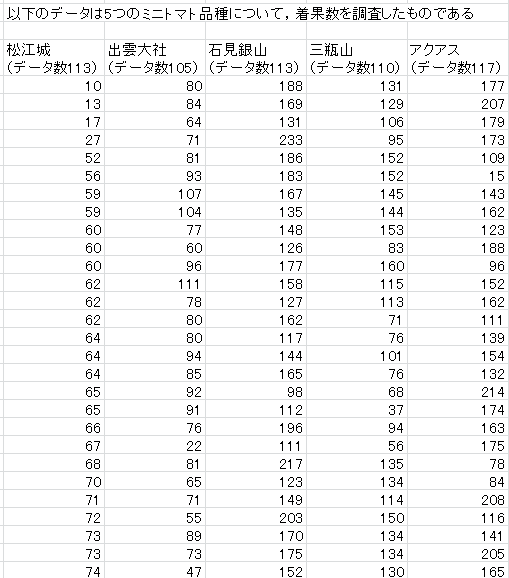 以下のデータは5つのミニトマト品種について，着果数を調査したものである
松江城 出雲大社 石見銀山 三瓶山 アクアス
（データ数113） （データ数105） （データ数113） （データ数110） （データ数117）
10 80 188 131 177
13 84 169 129 207
17 64 131 106 179
27 71 233 95 173
52 81 186 152 109
56 93 183 152 15
59 107 167 145 143
59 104 135 144 162
60 77 148 153 123
60 60 126 83 188
60 96 177 160 96
62 111 158 115 152
62 78 127 113 162
62 80 162 71 111
64 80 117 76 139
64 94 144 101 154
64 85 165 76 132
65 92 98 68 214
65 91 112 37 174
66 76 196 94 163
67 22 111 56 175
68 81 217 135 78
70 65 123 134 84
71 71 149 114 208
72 55 203 150 116
73 89 170 134 141
73 73 175 134 205
74 47 152 130 165